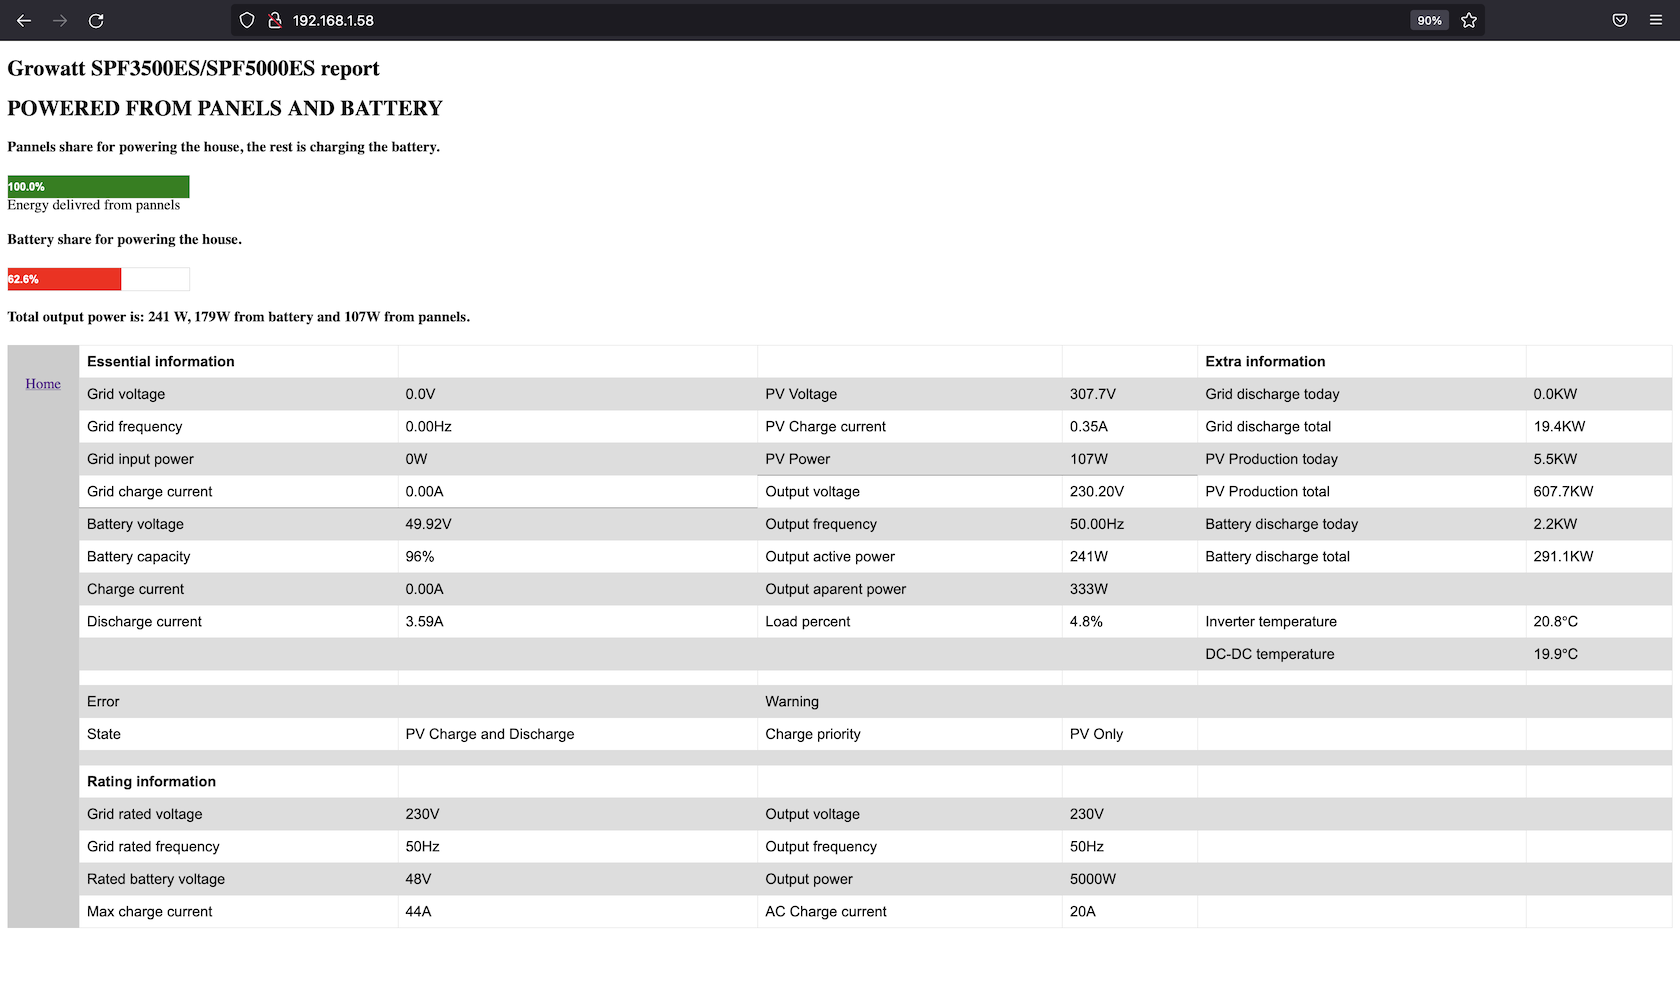 192.168.1.58
90%
Growatt SPF3500ES/SPF5000ES report
POWERED FROM PANELS AND BATTERY
Pannels share for powering the house, the rest is charging the battery.
100.0%
Energy delivred from pannels
Battery share for powering the house.
62.6%
Total output power is: 241 W, 179W from battery and 107W from pannels.
Home
Essential information Extra information
Grid voltage 0.0V PV Voltage 307.7V Grid discharge today 0.0KW
Grid frequency 0.00Hz PV Charge current 0.35A Grid discharge total 19.4KW
Grid input power 0W PV Power 107W PV Production today 5.5KW
Grid charge current 0.00A Output voltage 230.20V PV Production total 607.7KW
Battery voltage 49.92V Output frequency 50.00Hz Battery discharge today 2.2KW
Battery capacity 96% Output active power 241W Battery discharge total 291.1KW
Charge current 0.00A Output aparent power 333W
Discharge current 3.59A Load percent 4.8% Inverter temperature 20.8°C
DC-DC temperature 19.9°C
Error Warning
State PV Charge and Discharge Charge priority PV Only
Rating information
Grid rated voltage 230V Output voltage 230V
Grid rated frequency 50Hz Output frequency 50Hz
Rated battery voltage 48V Output power 5000W
Max charge current 44A AC Charge current 20A